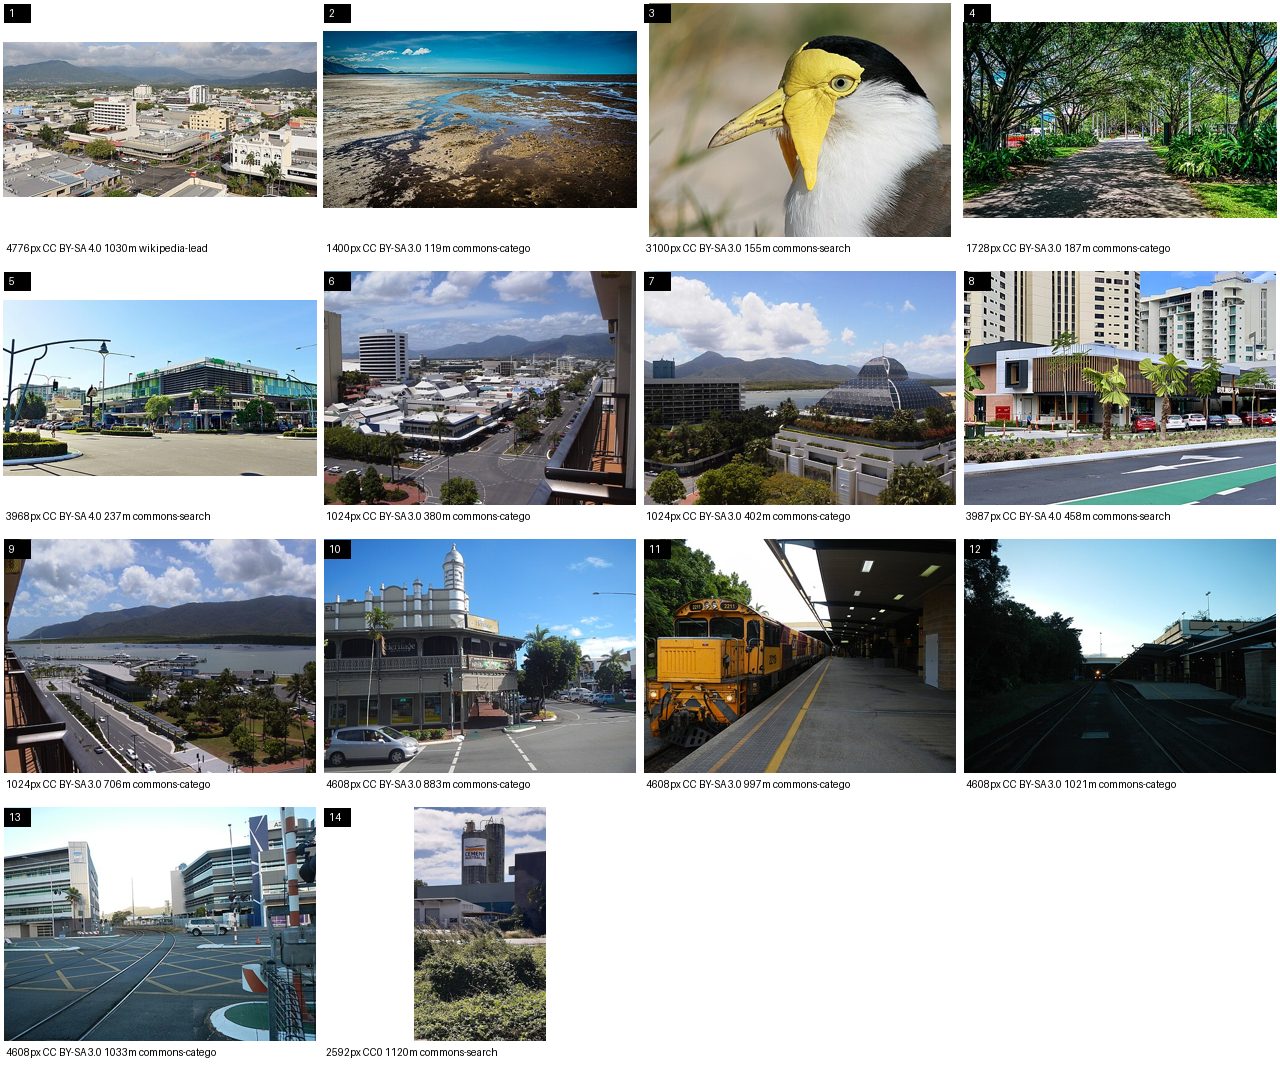 1
2
3
4
4776px CC BY-SA 4.0 1030m wikipedia-lead
1400px CC BY-SA 3.0 119m commons-catego
3100px CC BY-SA 3.0 155m commons-search
1728px CC BY-SA 3.0 187m commons-catego
5
6
7
8
3968px CC BY-SA 4.0 237m commons-search
1024px CC BY-SA 3.0 380m commons-catego
1024px CC BY-SA 3.0 402m commons-catego
3987px CC BY-SA 4.0 458m commons-search
9
10
11
12
Heritage
2211
1024px CC BY-SA 3.0 706m commons-catego
4608px CC BY-SA 3.0 883m commons-catego
4608px CC BY-SA 3.0 997m commons-catego
4608px CC BY-SA 3.0 1021m commons-catego
13
14
CEMENT
AUSTRALIA
4608px CC BY-SA 3.0 1033m commons-catego
2592px CC0 1120m commons-search